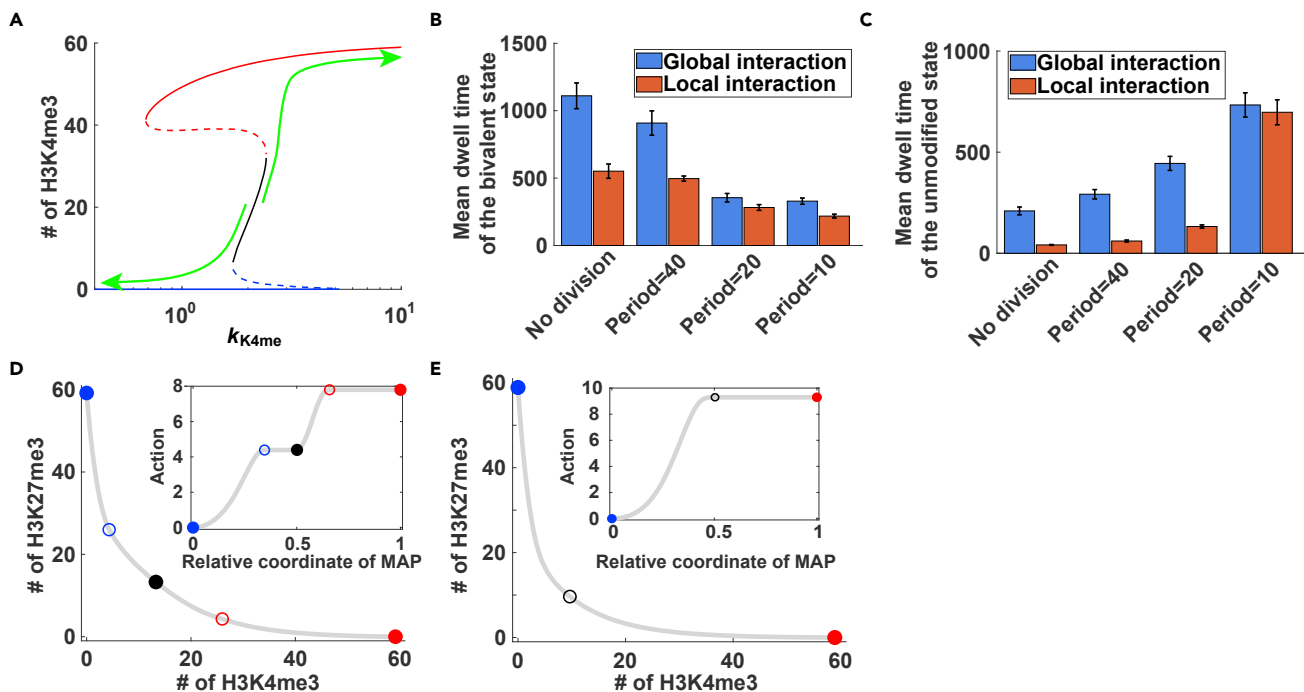 A
# of H3K4me3
60
40
20
0
10⁰
10¹
kK4me
B
Mean dwell time
of the bivalent state
1500
1000
500
0
Global interaction
Local interaction
No division
Period=40
Period=20
Period=10
C
Mean dwell time
of the unmodified state
1000
500
0
Global interaction
Local interaction
No division
Period=40
Period=20
Period=10
D
# of H3K27me3
60
40
20
0
0
20
40
60
# of H3K4me3
Action
8
6
4
2
0
0
0.5
1
Relative coordinate of MAP
E
# of H3K27me3
60
40
20
0
0
20
40
60
# of H3K4me3
Action
10
8
6
4
2
0
0
0.5
1
Relative coordinate of MAP